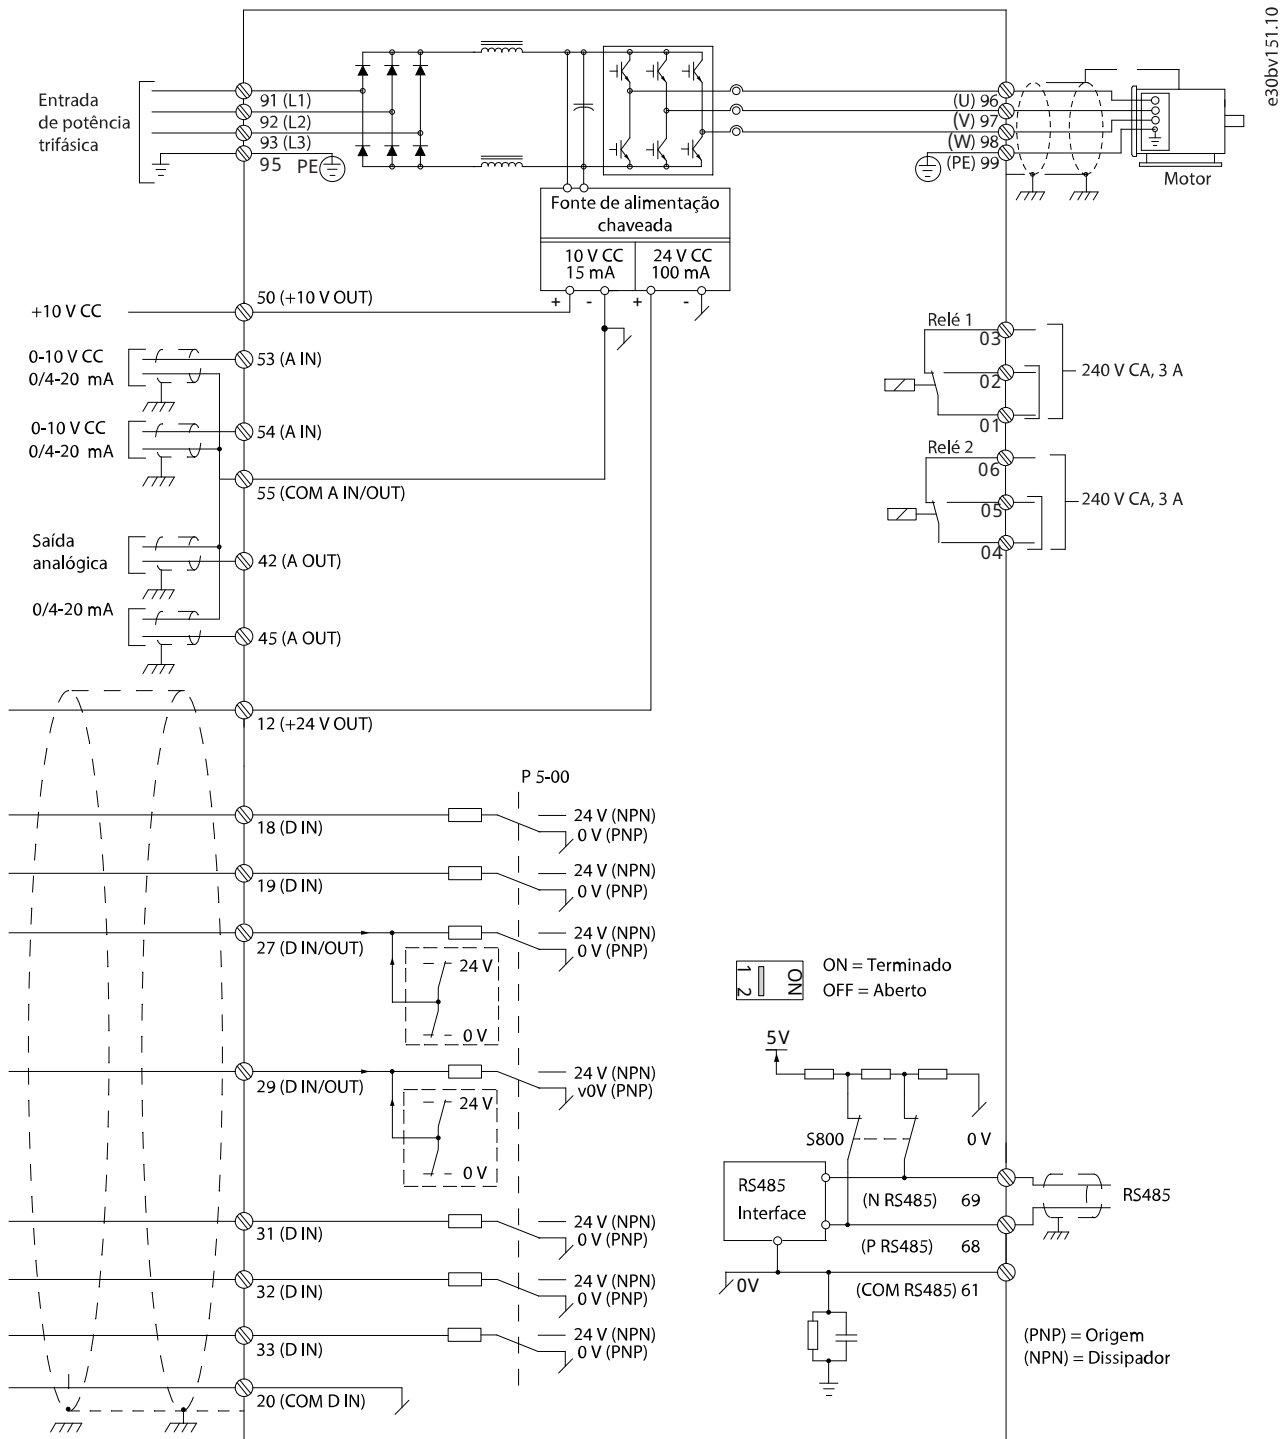 e30bv151.10
Entrada
de potência
trifásica
91 (L1)
92 (L2)
93 (L3)
95 PE
(U) 96
(V) 97
(W) 98
(PE) 99
Motor
Fonte de alimentação
chaveada
10 V CC
15 mA
24 V CC
100 mA
+ - + -
+10 V CC
50 (+10 V OUT)
0-10 V CC
0/4-20 mA
53 (A IN)
0-10 V CC
0/4-20 mA
54 (A IN)
55 (COM A IN/OUT)
Saída
analógica
42 (A OUT)
0/4-20 mA
45 (A OUT)
12 (+24 V OUT)
Relé 1
03
02
01
240 V CA, 3 A
Relé 2
06
05
04
240 V CA, 3 A
P 5-00
18 (D IN)
24 V (NPN)
0 V (PNP)
19 (D IN)
24 V (NPN)
0 V (PNP)
27 (D IN/OUT)
24 V (NPN)
0 V (PNP)
24 V
0 V
29 (D IN/OUT)
24 V (NPN)
v0V (PNP)
24 V
0 V
31 (D IN)
24 V (NPN)
0 V (PNP)
32 (D IN)
24 V (NPN)
0 V (PNP)
33 (D IN)
24 V (NPN)
0 V (PNP)
20 (COM D IN)
1 2 ON
ON = Terminado
OFF = Aberto
5V
S800
0 V
RS485
Interface
(N RS485) 69
(P RS485) 68
(COM RS485) 61
RS485
0V
(PNP) = Origem
(NPN) = Dissipador